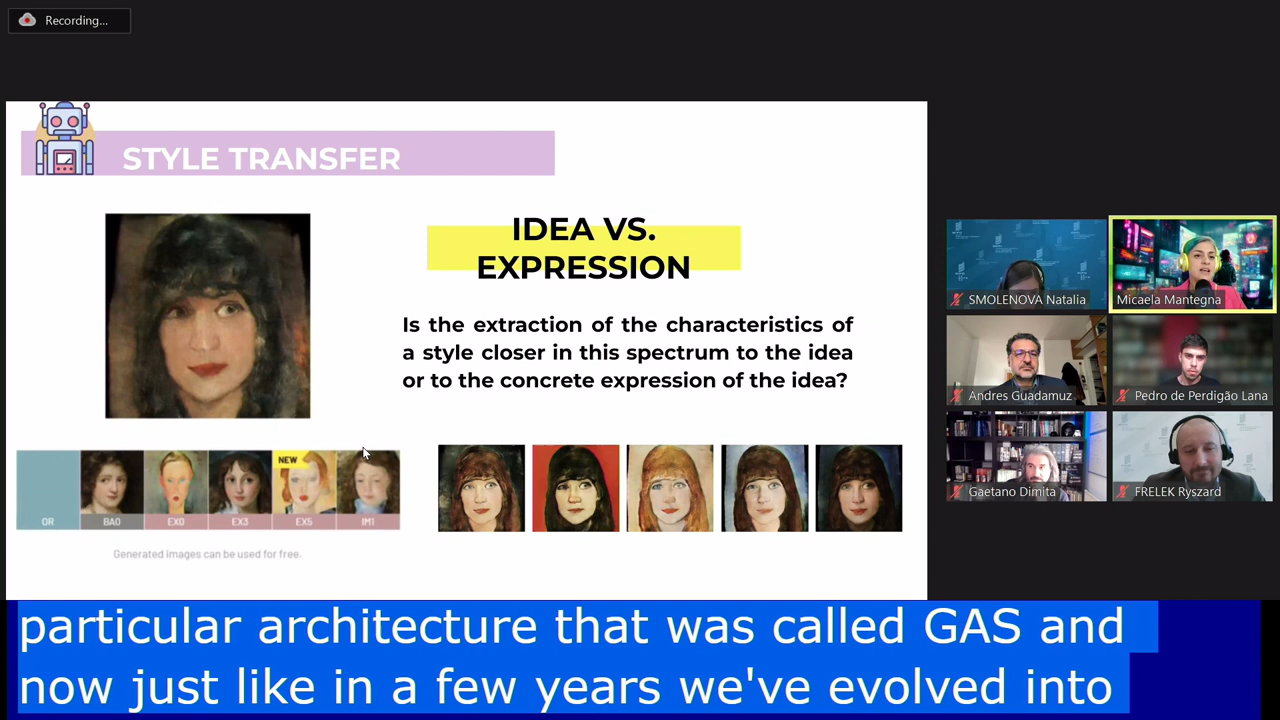 Recording...
STYLE TRANSFER
IDEA VS.
EXPRESSION
Is the extraction of the characteristics of
a style closer in this spectrum to the idea
or to the concrete expression of the idea?
NEW
OR BA0 EX0 EX3 EX5 IM1
Generated images can be used for free.
SMOLENOVA Natalia
Micaela Mantegna
Andres Guadamuz
Pedro de Perdigão Lana
Gaetano Dimita
FRELEK Ryszard
particular architecture that was called GAS and
now just like in a few years we've evolved into